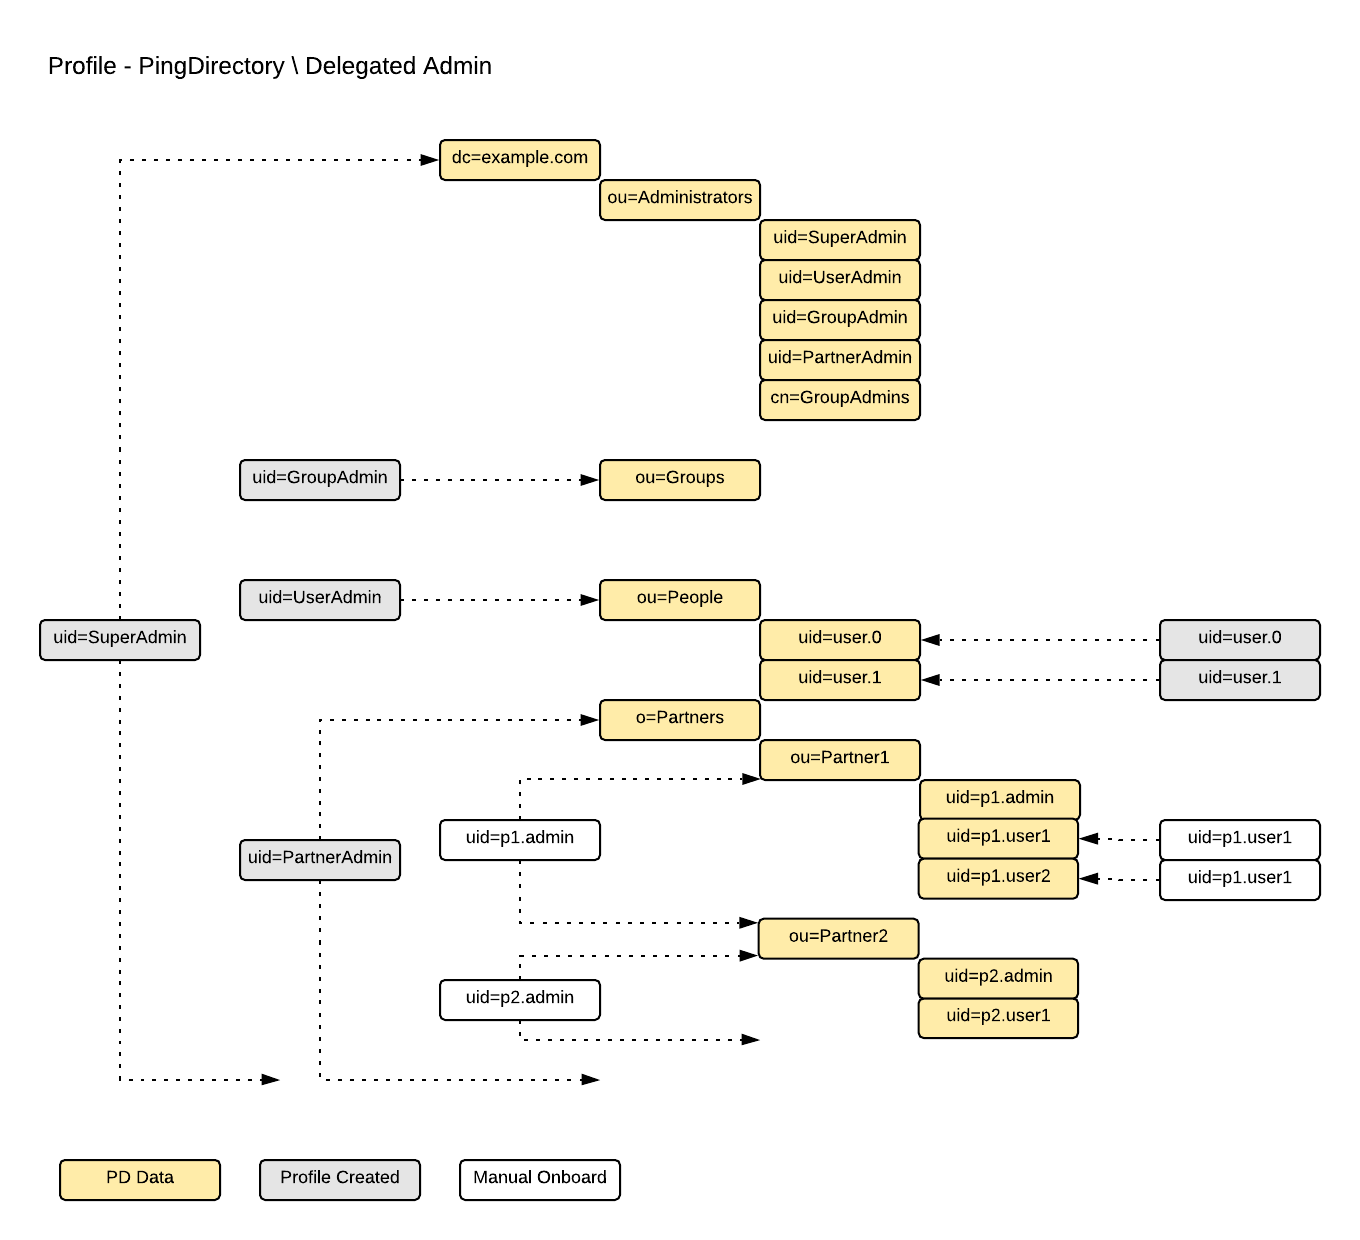 Profile - PingDirectory \ Delegated Admin
dc=example.com
ou=Administrators
uid=SuperAdmin
uid=UserAdmin
uid=GroupAdmin
uid=PartnerAdmin
cn=GroupAdmins
uid=GroupAdmin
ou=Groups
uid=UserAdmin
ou=People
uid=SuperAdmin
uid=user.0
uid=user.0
uid=user.1
uid=user.1
o=Partners
ou=Partner1
uid=p1.admin
uid=p1.admin
uid=p1.user1
uid=p1.user1
uid=PartnerAdmin
uid=p1.user2
uid=p1.user1
ou=Partner2
uid=p2.admin
uid=p2.admin
uid=p2.user1
PD Data
Profile Created
Manual Onboard